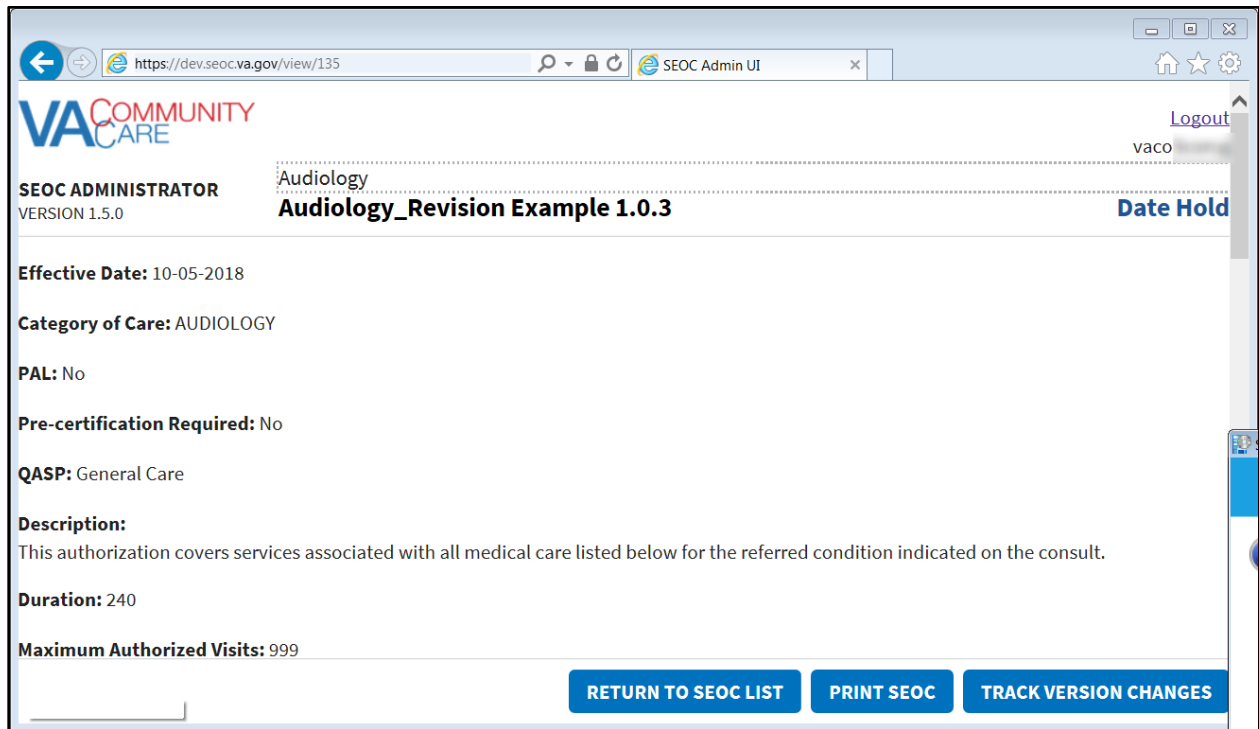 https://dev.seoc.va.gov/view/135
SEOC Admin UI
VA COMMUNITY CARE
Logout
vaco
SEOC ADMINISTRATOR
VERSION 1.5.0
Audiology
Audiology_Revision Example 1.0.3
Date Hold
Effective Date: 10-05-2018
Category of Care: AUDIOLOGY
PAL: No
Pre-certification Required: No
QASP: General Care
Description:
This authorization covers services associated with all medical care listed below for the referred condition indicated on the consult.
Duration: 240
Maximum Authorized Visits: 999
RETURN TO SEOC LIST
PRINT SEOC
TRACK VERSION CHANGES